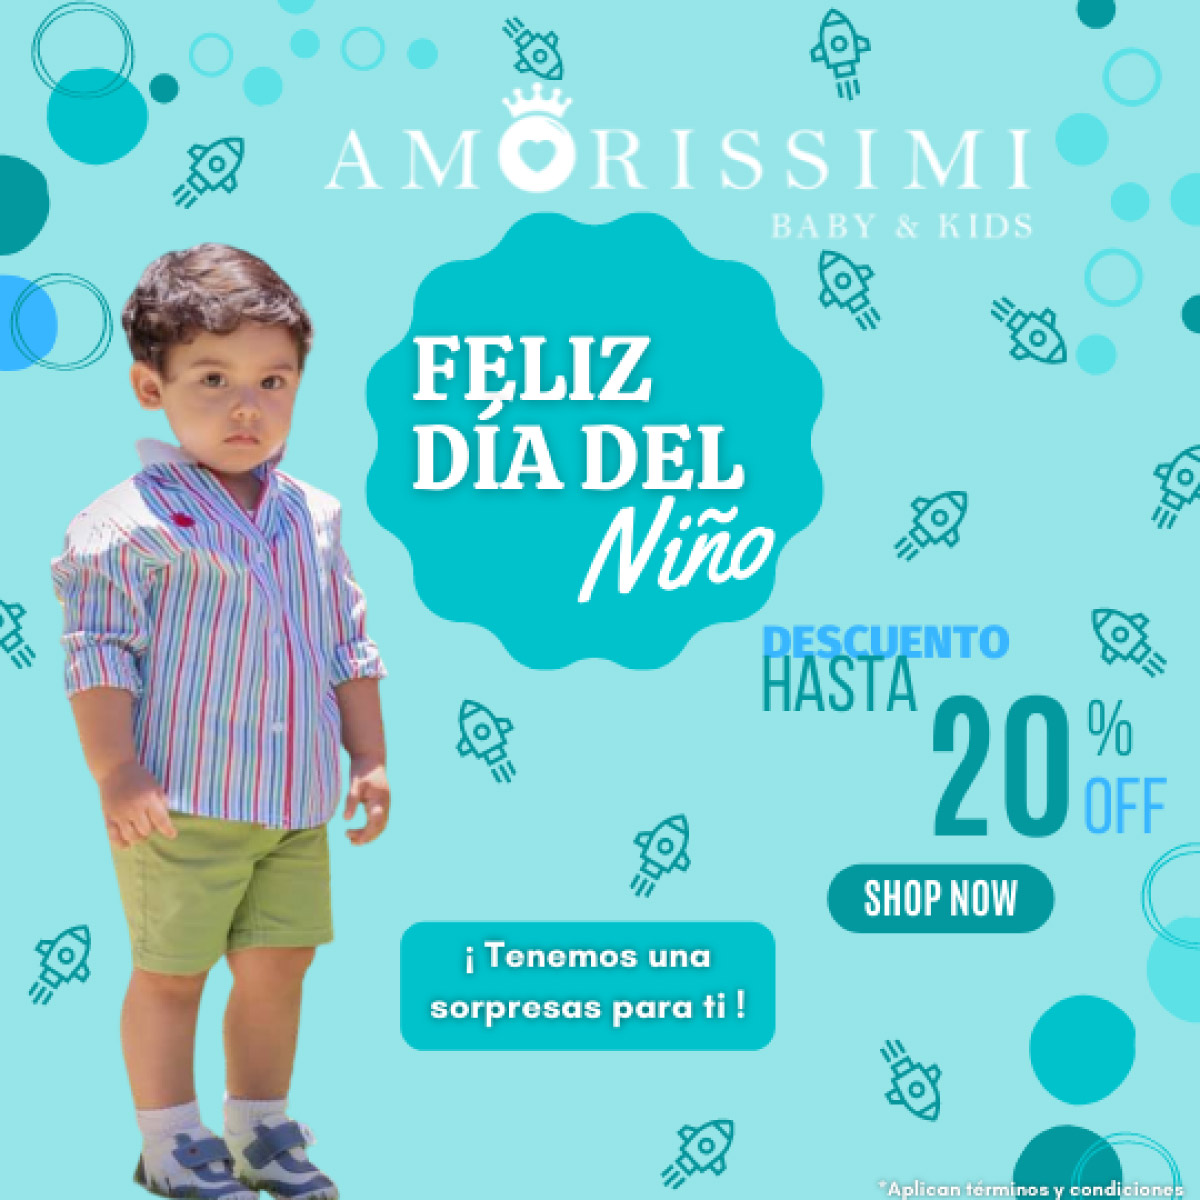 AMORISSIMI
BABY & KIDS
FELIZ
DÍA DEL
Niño
DESCUENTO
HASTA
20%
OFF
SHOP NOW
¡ Tenemos una
sorpresas para ti !
*Aplican términos y condiciones